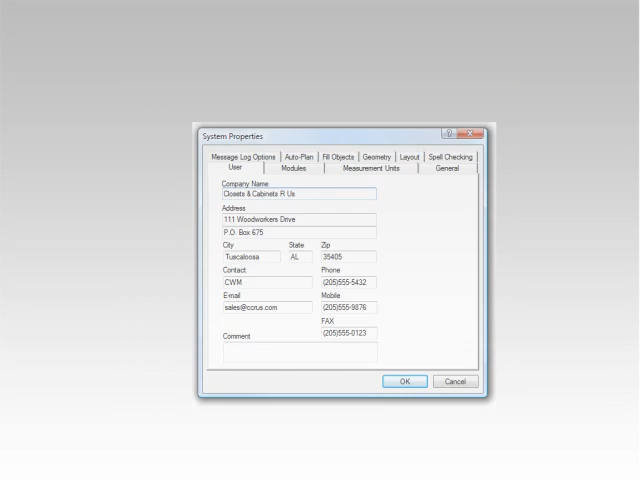 System Properties
Message Log Options Auto-Plan Fill Objects Geometry Layout Spell Checking
User Modules Measurement Units General
Company Name
Closets & Cabinets R Us
Address
111 Woodworkers Drive
P.O. Box 675
City State Zip
Tuscaloosa AL 35405
Contact Phone
CWM (205)555-5432
E-mail Mobile
sales@ccrus.com (205)555-9876
FAX
(205)555-0123
Comment
OK Cancel